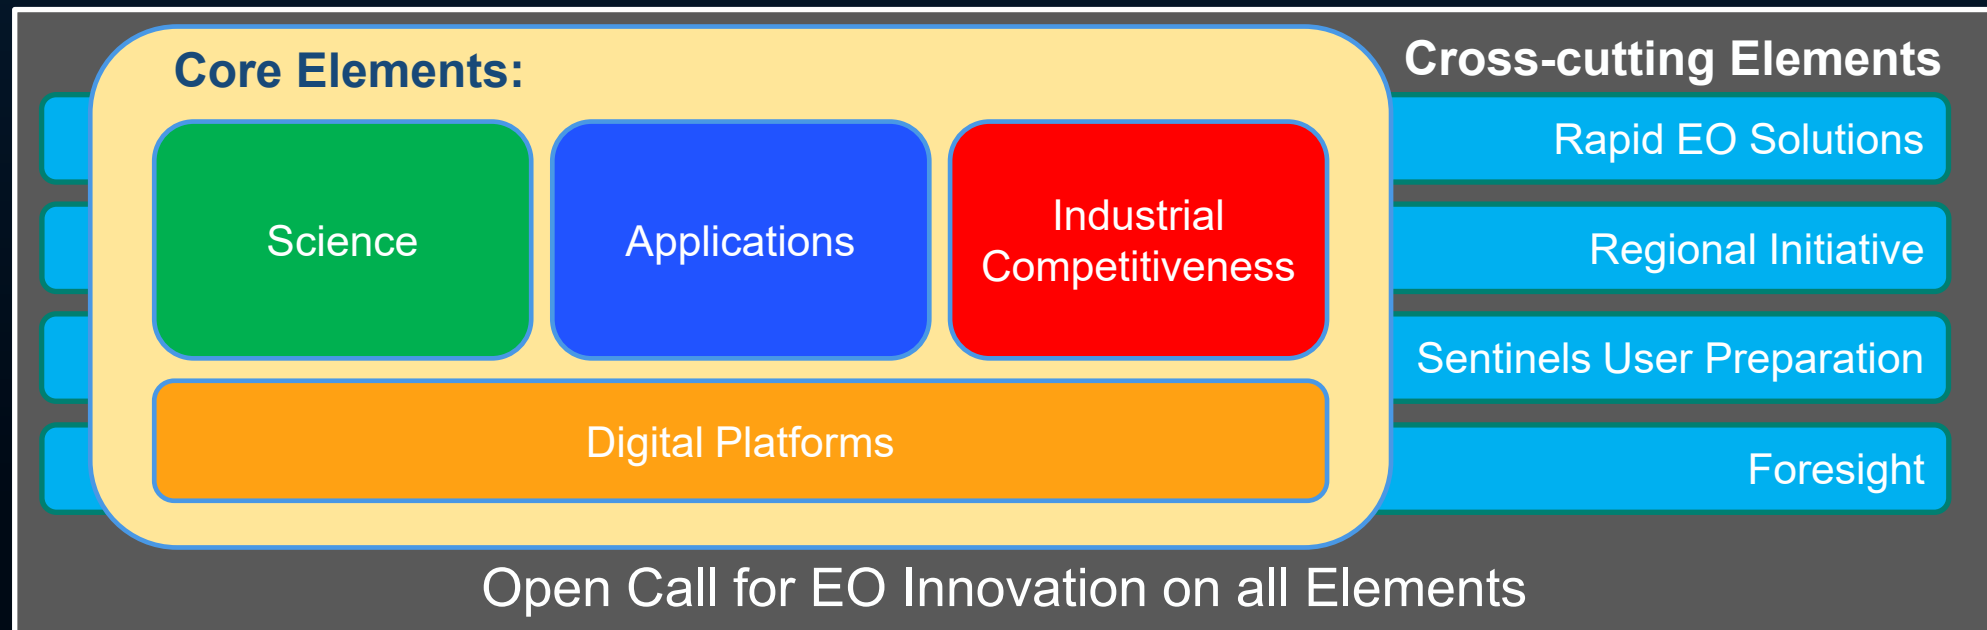 Core Elements:
Science
Applications
Industrial
Competitiveness
Digital Platforms
Cross-cutting Elements
Rapid EO Solutions
Regional Initiative
Sentinels User Preparation
Foresight
Open Call for EO Innovation on all Elements